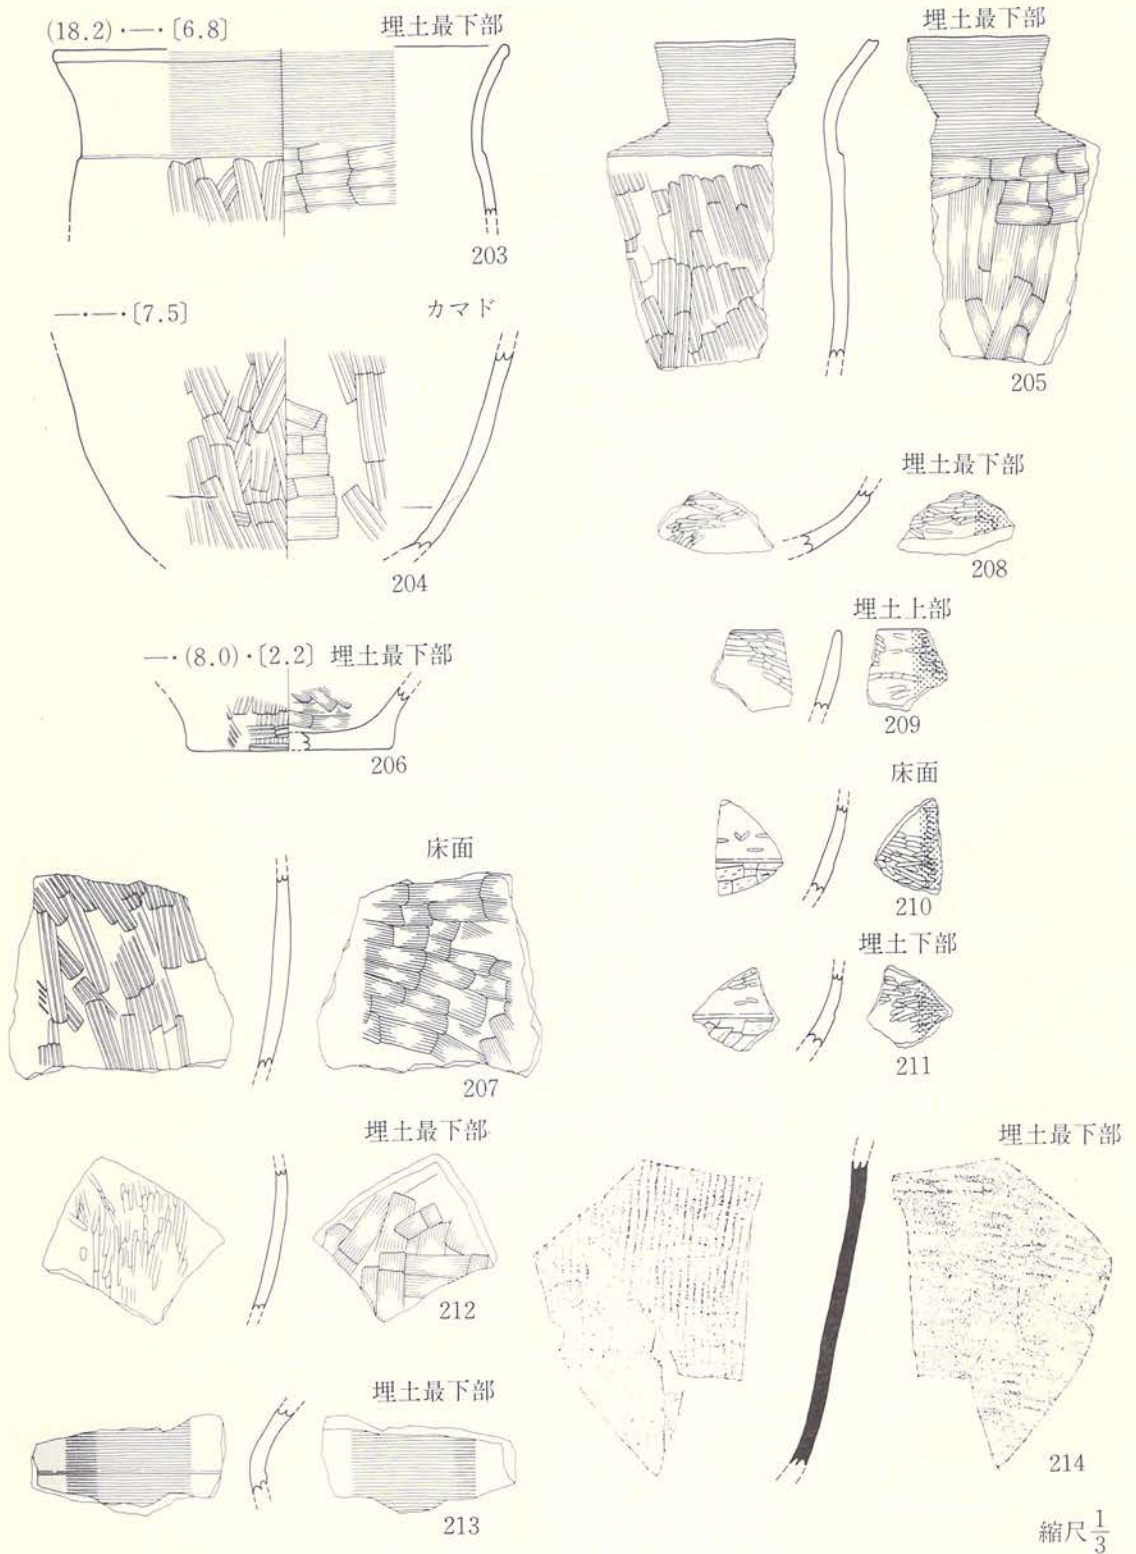 (18.2)・—・〔6.8〕 埋土最下部
203
—・—・〔7.5〕 カマド
204
—・(8.0)・〔2.2〕 埋土最下部
206
床面
207
埋土最下部
212
埋土最下部
213
埋土最下部
205
埋土最下部
208
埋土上部
209
床面
210
埋土下部
211
埋土最下部
214
縮尺1/3